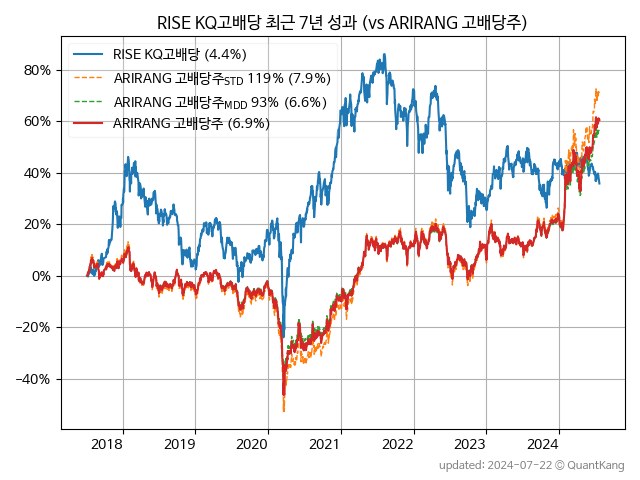 RISE KQ고배당 최근 7년 성과 (vs ARIRANG 고배당주)
RISE KQ고배당 (4.4%)
ARIRANG 고배당주STD 119% (7.9%)
ARIRANG 고배당주MDD 93% (6.6%)
ARIRANG 고배당주 (6.9%)
80%
60%
40%
20%
0%
−20%
−40%
2018 2019 2020 2021 2022 2023 2024
updated: 2024-07-22 © QuantKang